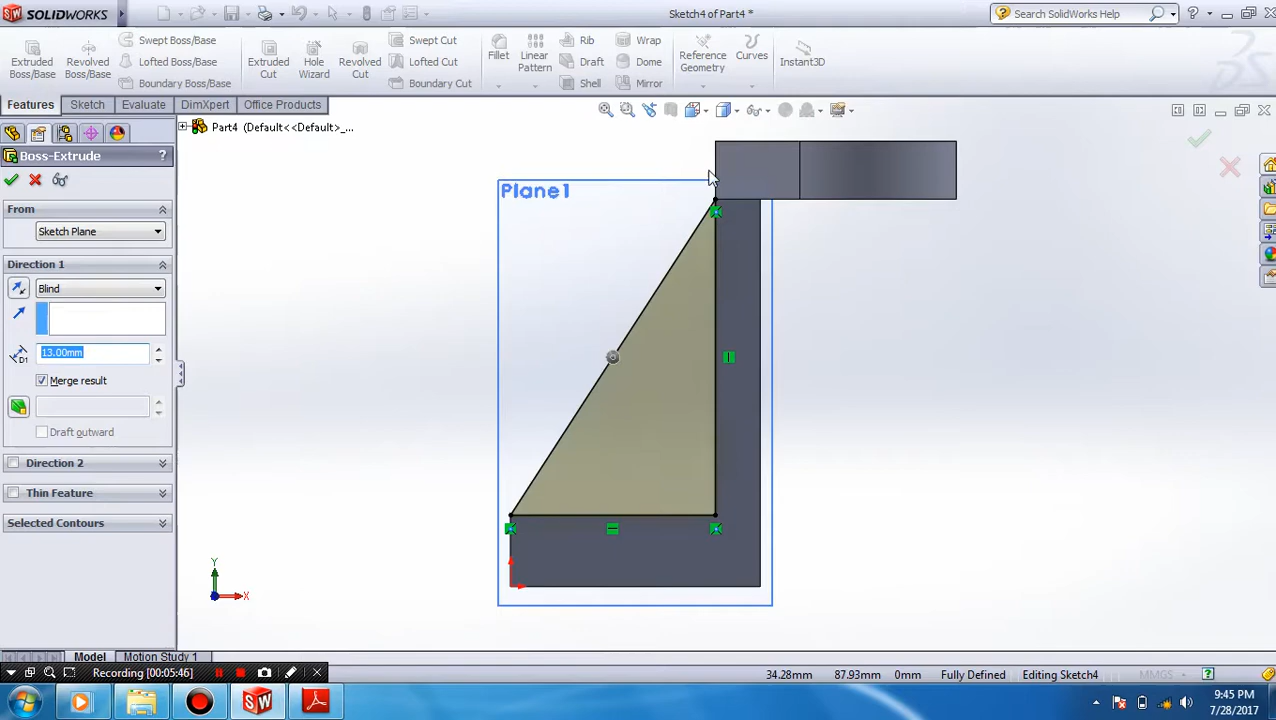 SOLIDWORKS
Sketch4 of Part4 *
Search SolidWorks Help
Extruded Boss/Base
Revolved Boss/Base
Swept Boss/Base
Lofted Boss/Base
Boundary Boss/Base
Extruded Cut
Hole Wizard
Revolved Cut
Swept Cut
Lofted Cut
Boundary Cut
Fillet
Linear Pattern
Rib
Draft
Shell
Wrap
Dome
Mirror
Reference Geometry
Curves
Instant3D
Features
Sketch
Evaluate
DimXpert
Office Products
Part4 (Default<<Default>_...
Boss-Extrude
?
From
Sketch Plane
Direction 1
Blind
D1
13.00mm
Merge result
Draft outward
Direction 2
Thin Feature
Selected Contours
Plane1
Y
X
Model
Motion Study 1
Recording [00:05:46]
34.28mm
87.93mm
0mm
Fully Defined
Editing Sketch4
MMGS
9:45 PM
7/28/2017